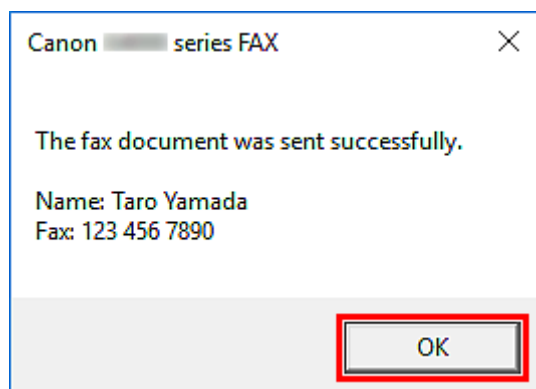 Canon series FAX
The fax document was sent successfully.
Name: Taro Yamada
Fax: 123 456 7890
OK